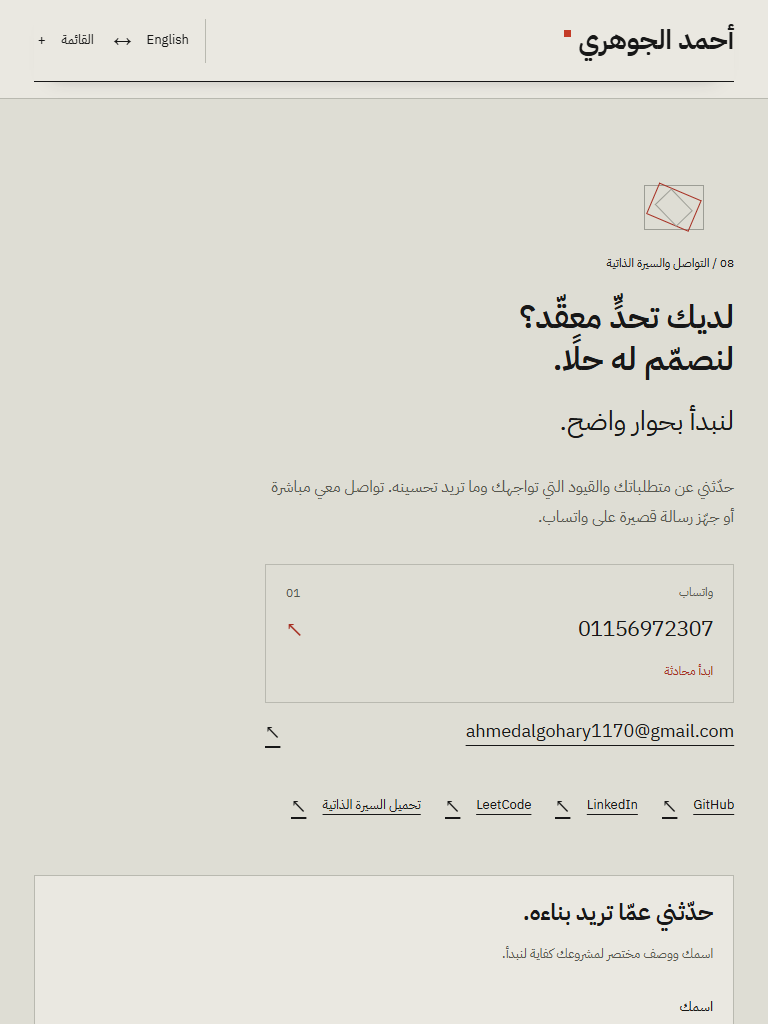 أحمد الجوهري
English ↔ القائمة +
08 / التواصل والسيرة الذاتية
لديك تحدٍّ معقّد؟
لنصمّم له حلًا.
لنبدأ بحوار واضح.
حدّثني عن متطلباتك والقيود التي تواجهك وما تريد تحسينه. تواصل معي مباشرة
أو جهّز رسالة قصيرة على واتساب.
واتساب 01
01156972307 ↖
ابدأ محادثة
ahmedalgohary1170@gmail.com ↖
GitHub ↖ LinkedIn ↖ LeetCode ↖ تحميل السيرة الذاتية ↖
حدّثني عمّا تريد بناءه.
اسمك ووصف مختصر لمشروعك كفاية لنبدأ.
اسمك